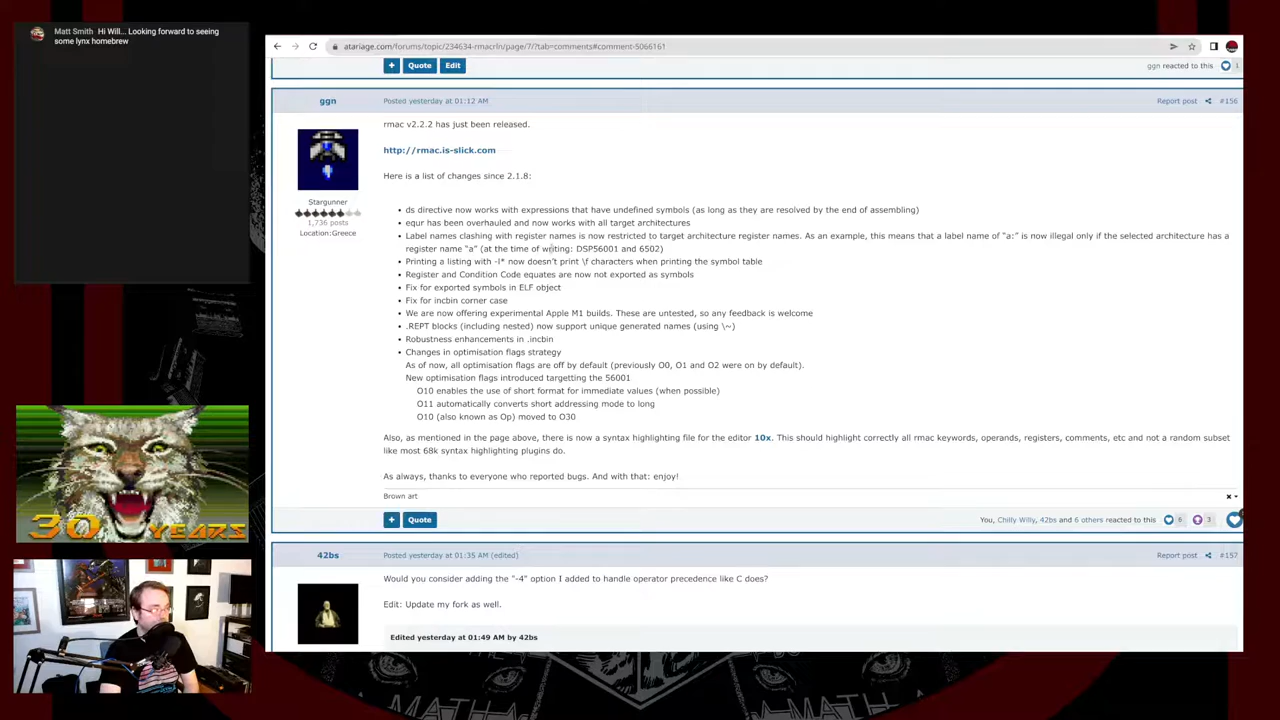 Matt Smith Hi Will... Looking forward to seeing
some lynx homebrew
atariage.com/forums/topic/234634-rmacrln/page/7/?tab=comments#comment-5066161
+ Quote Edit
ggn reacted to this 1
ggn
Posted yesterday at 01:12 AM
Report post #156
rmac v2.2.2 has just been released.
http://rmac.is-slick.com
Here is a list of changes since 2.1.8:
Stargunner
1,736 posts
Location:Greece
• ds directive now works with expressions that have undefined symbols (as long as they are resolved by the end of assembling)
• equr has been overhauled and now works with all target architectures
• Label names clashing with register names is now restricted to target architecture register names. As an example, this means that a label name of "a:" is now illegal only if the selected architecture has a
register name "a" (at the time of writing: DSP56001 and 6502)
• Printing a listing with -l* now doesn't print \f characters when printing the symbol table
• Register and Condition Code equates are now not exported as symbols
• Fix for exported symbols in ELF object
• Fix for incbin corner case
• We are now offering experimental Apple M1 builds. These are untested, so any feedback is welcome
• .REPT blocks (including nested) now support unique generated names (using \~)
• Robustness enhancements in .incbin
• Changes in optimisation flags strategy
As of now, all optimisation flags are off by default (previously O0, O1 and O2 were on by default).
New optimisation flags introduced targetting the 56001
O10 enables the use of short format for immediate values (when possible)
O11 automatically converts short addressing mode to long
O10 (also known as Op) moved to O30
Also, as mentioned in the page above, there is now a syntax highlighting file for the editor 10x. This should highlight correctly all rmac keywords, operands, registers, comments, etc and not a random subset
like most 68k syntax highlighting plugins do.
As always, thanks to everyone who reported bugs. And with that: enjoy!
Brown art
+ Quote
You, Chilly Willy, 42bs and 6 others reacted to this 6 3
42bs
Posted yesterday at 01:35 AM (edited)
Report post #157
Would you consider adding the "-4" option I added to handle operator precedence like C does?
Edit: Update my fork as well.
Edited yesterday at 01:49 AM by 42bs
30 YEARS